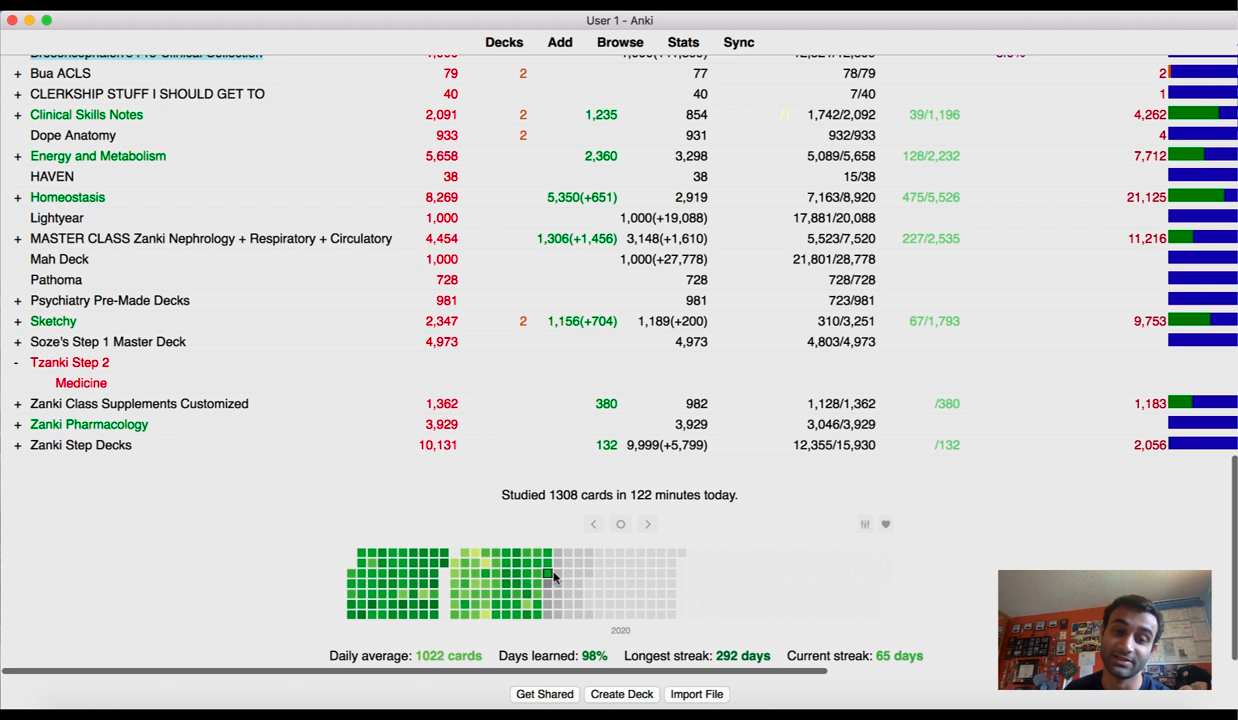 User 1 - Anki
Decks Add Browse Stats Sync
+ Bua ACLS 79 2 77 78/79 2
+ CLERKSHIP STUFF I SHOULD GET TO 40 40 7/40 1
+ Clinical Skills Notes 2,091 2 1,235 854 /1 1,742/2,092 39/1,196 4,262
Dope Anatomy 933 2 931 932/933 4
+ Energy and Metabolism 5,658 2,360 3,298 5,089/5,658 128/2,232 7,712
HAVEN 38 38 15/38
+ Homeostasis 8,269 5,350(+651) 2,919 7,163/8,920 475/5,526 21,125
Lightyear 1,000 1,000(+19,088) 17,881/20,088
+ MASTER CLASS Zanki Nephrology + Respiratory + Circulatory 4,454 1,306(+1,456) 3,148(+1,610) 5,523/7,520 227/2,535 11,216
Mah Deck 1,000 1,000(+27,778) 21,801/28,778
Pathoma 728 728 728/728
+ Psychiatry Pre-Made Decks 981 981 723/981
+ Sketchy 2,347 2 1,156(+704) 1,189(+200) 310/3,251 67/1,793 9,753
+ Soze's Step 1 Master Deck 4,973 4,973 4,803/4,973
- Tzanki Step 2
Medicine
+ Zanki Class Supplements Customized 1,362 380 982 1,128/1,362 /380 1,183
+ Zanki Pharmacology 3,929 3,929 3,046/3,929
+ Zanki Step Decks 10,131 132 9,999(+5,799) 12,355/15,930 /132 2,056
Studied 1308 cards in 122 minutes today.
2020
Daily average: 1022 cards Days learned: 98% Longest streak: 292 days Current streak: 65 days
Get Shared Create Deck Import File